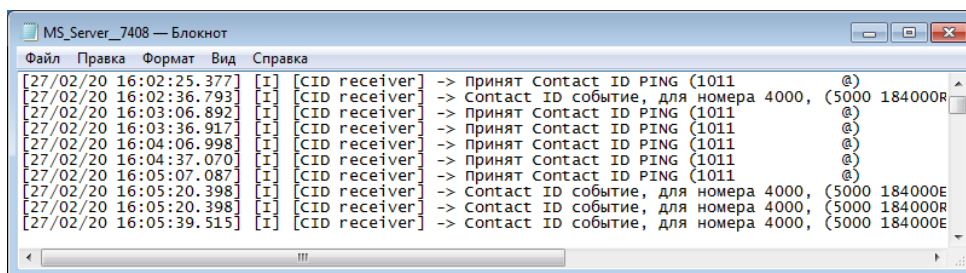 MS_Server__7408 — Блокнот
Файл Правка Формат Вид Справка
[27/02/20 16:02:25.377] [I] [CID receiver] -> Принят Contact ID PING (1011 @)
[27/02/20 16:02:36.793] [I] [CID receiver] -> Contact ID событие, для номера 4000, (5000 184000R
[27/02/20 16:03:06.892] [I] [CID receiver] -> Принят Contact ID PING (1011 @)
[27/02/20 16:03:36.917] [I] [CID receiver] -> Принят Contact ID PING (1011 @)
[27/02/20 16:04:06.998] [I] [CID receiver] -> Принят Contact ID PING (1011 @)
[27/02/20 16:04:37.070] [I] [CID receiver] -> Принят Contact ID PING (1011 @)
[27/02/20 16:05:07.087] [I] [CID receiver] -> Принят Contact ID PING (1011 @)
[27/02/20 16:05:20.398] [I] [CID receiver] -> Contact ID событие, для номера 4000, (5000 184000E
[27/02/20 16:05:20.398] [I] [CID receiver] -> Contact ID событие, для номера 4000, (5000 184000R
[27/02/20 16:05:39.515] [I] [CID receiver] -> Contact ID событие, для номера 4000, (5000 184000E